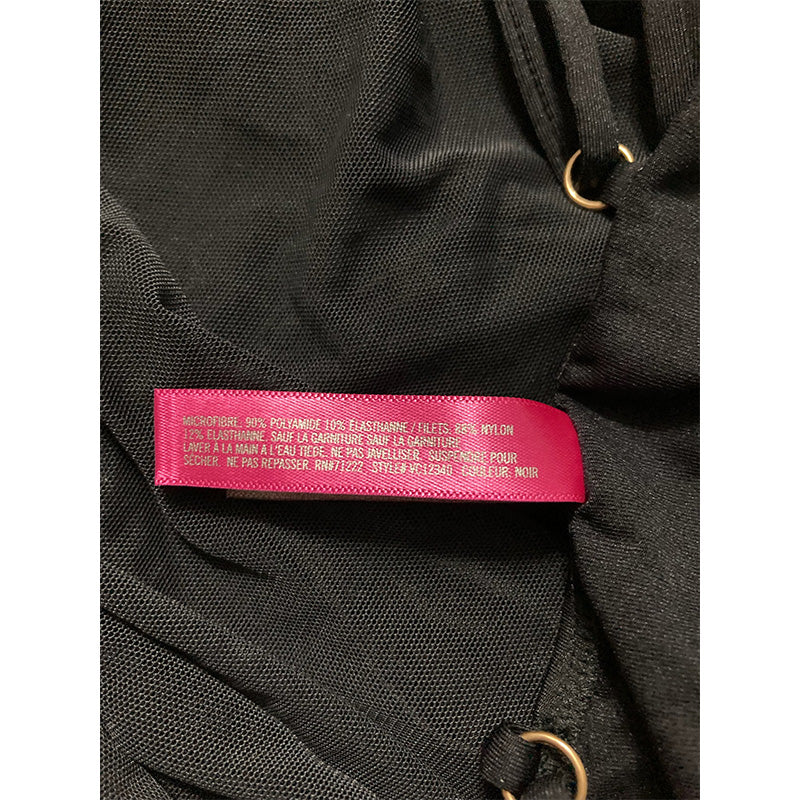 MICROFIBRE. 90% POLYAMIDE 10% ÉLASTHANNE / FILETS. 88% NYLON
12% ÉLASTHANNE. SAUF LA GARNITURE SAUF LA GARNITURE
LAVER À LA MAIN À L'EAU TIÈDE. NE PAS JAVELLISER. SUSPENDRE POUR
SÉCHER. NE PAS REPASSER. RN#71222 STYLE# VC12340 COULEUR: NOIR